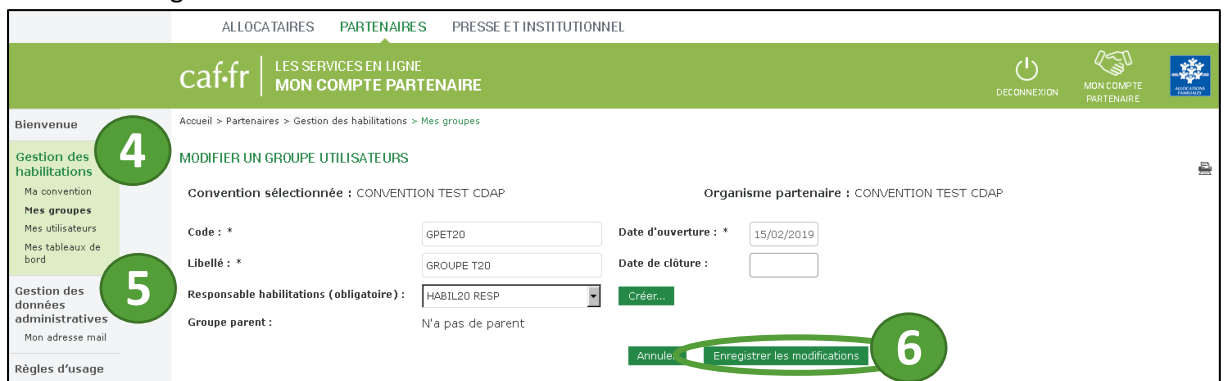 ALLOCATAIRES PARTENAIRES PRESSE ET INSTITUTIONNEL
caf.fr LES SERVICES EN LIGNE
MON COMPTE PARTENAIRE
DECONNEXION
MON COMPTE
PARTENAIRE
ALLOCATIONS
FAMILIALES
Bienvenue
Gestion des
habilitations
Ma convention
Mes groupes
Mes utilisateurs
Mes tableaux de
bord
Gestion des
données
administratives
Mon adresse mail
Règles d'usage
4
5
Accueil > Partenaires > Gestion des habilitations > Mes groupes
MODIFIER UN GROUPE UTILISATEURS
Convention sélectionnée : CONVENTION TEST CDAP
Organisme partenaire : CONVENTION TEST CDAP
Code : * GPET20 Date d'ouverture : * 15/02/2019
Libellé : * GROUPE T20 Date de clôture :
Responsable habilitations (obligatoire) : HABIL20 RESP Créer...
Groupe parent : N'a pas de parent
Annuler Enregistrer les modifications
6